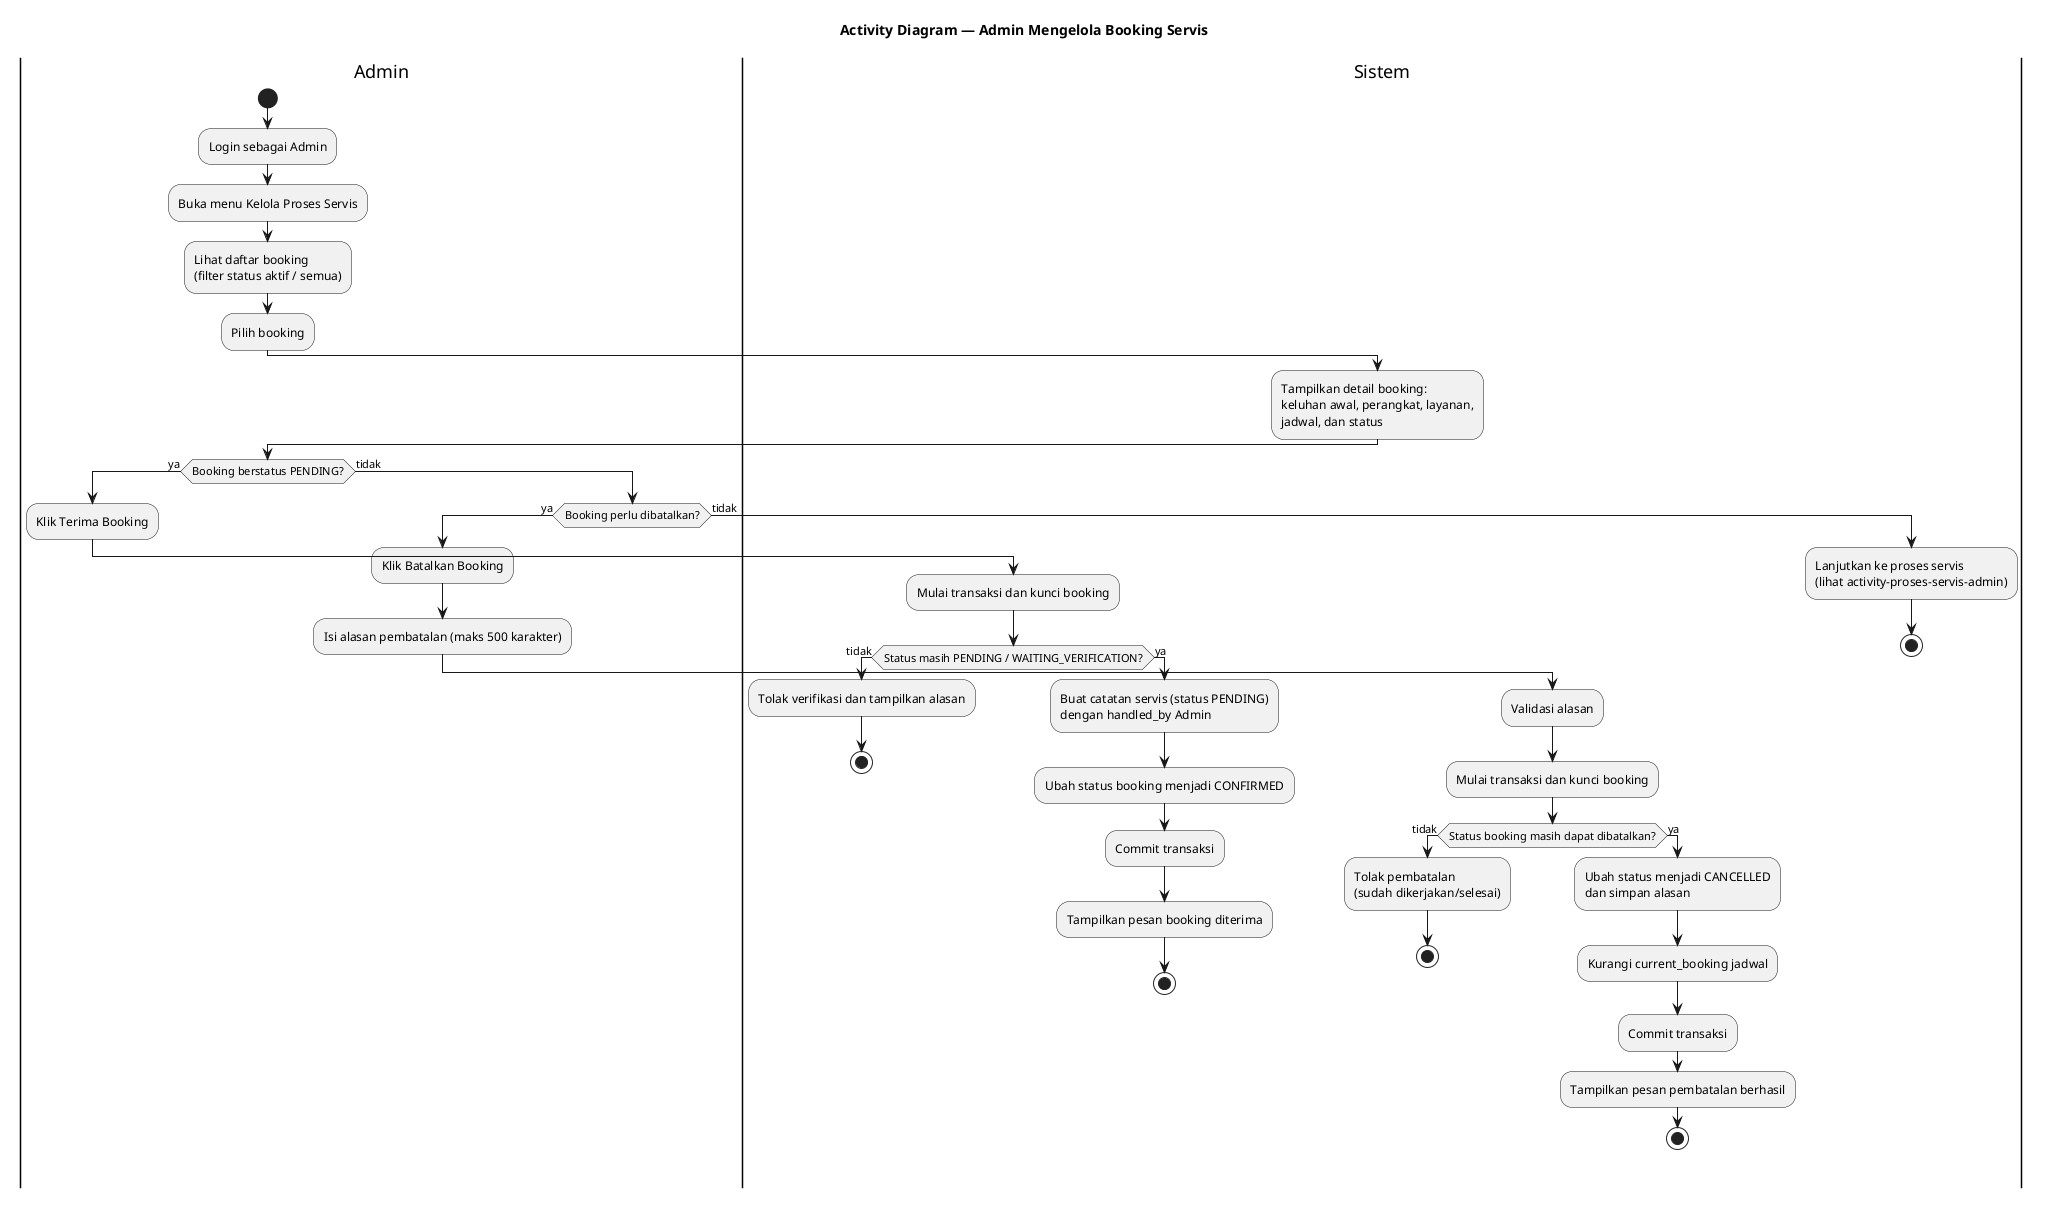 Activity Diagram — Admin Mengelola Booking Servis
Admin
Sistem
Login sebagai Admin
Buka menu Kelola Proses Servis
Lihat daftar booking
(filter status aktif / semua)
Pilih booking
Tampilkan detail booking:
keluhan awal, perangkat, layanan,
jadwal, dan status
ya
Booking berstatus PENDING?
tidak
Klik Terima Booking
ya
Booking perlu dibatalkan?
tidak
Klik Batalkan Booking
Isi alasan pembatalan (maks 500 karakter)
Lanjutkan ke proses servis
(lihat activity-proses-servis-admin)
Mulai transaksi dan kunci booking
tidak
Status masih PENDING / WAITING_VERIFICATION?
ya
Tolak verifikasi dan tampilkan alasan
Buat catatan servis (status PENDING)
dengan handled_by Admin
Ubah status booking menjadi CONFIRMED
Commit transaksi
Tampilkan pesan booking diterima
Validasi alasan
Mulai transaksi dan kunci booking
tidak
Status booking masih dapat dibatalkan?
ya
Tolak pembatalan
(sudah dikerjakan/selesai)
Ubah status menjadi CANCELLED
dan simpan alasan
Kurangi current_booking jadwal
Commit transaksi
Tampilkan pesan pembatalan berhasil